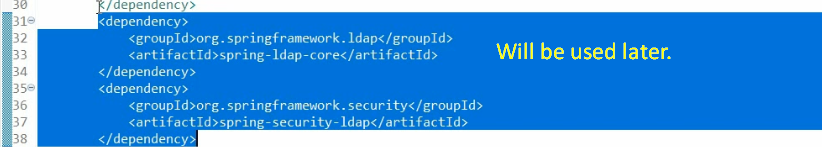 30 </dependency>
31 <dependency>
32 <groupId>org.springframework.ldap</groupId>
33 <artifactId>spring-ldap-core</artifactId>
34 </dependency>
35 <dependency>
36 <groupId>org.springframework.security</groupId>
37 <artifactId>spring-security-ldap</artifactId>
38 </dependency>
Will be used later.